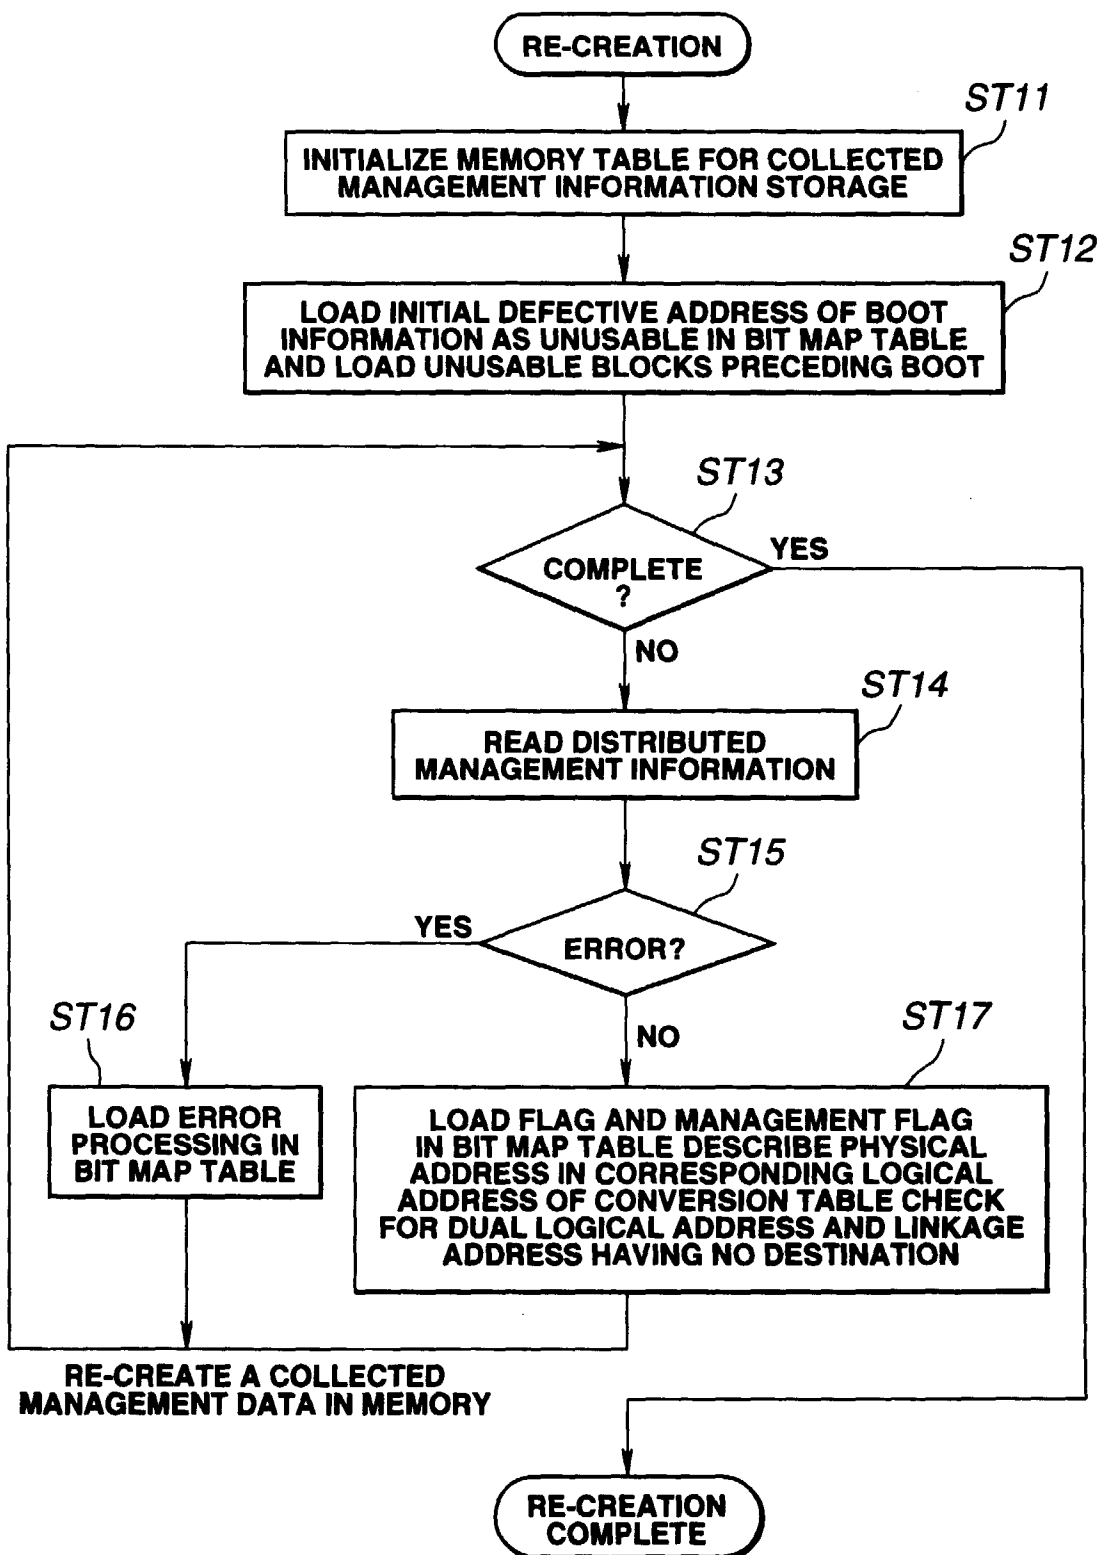 RE-CREATION
ST11
INITIALIZE MEMORY TABLE FOR COLLECTED
MANAGEMENT INFORMATION STORAGE
ST12
LOAD INITIAL DEFECTIVE ADDRESS OF BOOT
INFORMATION AS UNUSABLE IN BIT MAP TABLE
AND LOAD UNUSABLE BLOCKS PRECEDING BOOT
ST13
COMPLETE
?
YES
NO
ST14
READ DISTRIBUTED
MANAGEMENT INFORMATION
ST15
ERROR?
YES
NO
ST16
LOAD ERROR
PROCESSING IN
BIT MAP TABLE
ST17
LOAD FLAG AND MANAGEMENT FLAG
IN BIT MAP TABLE DESCRIBE PHYSICAL
ADDRESS IN CORRESPONDING LOGICAL
ADDRESS OF CONVERSION TABLE CHECK
FOR DUAL LOGICAL ADDRESS AND LINKAGE
ADDRESS HAVING NO DESTINATION
RE-CREATE A COLLECTED
MANAGEMENT DATA IN MEMORY
RE-CREATION
COMPLETE